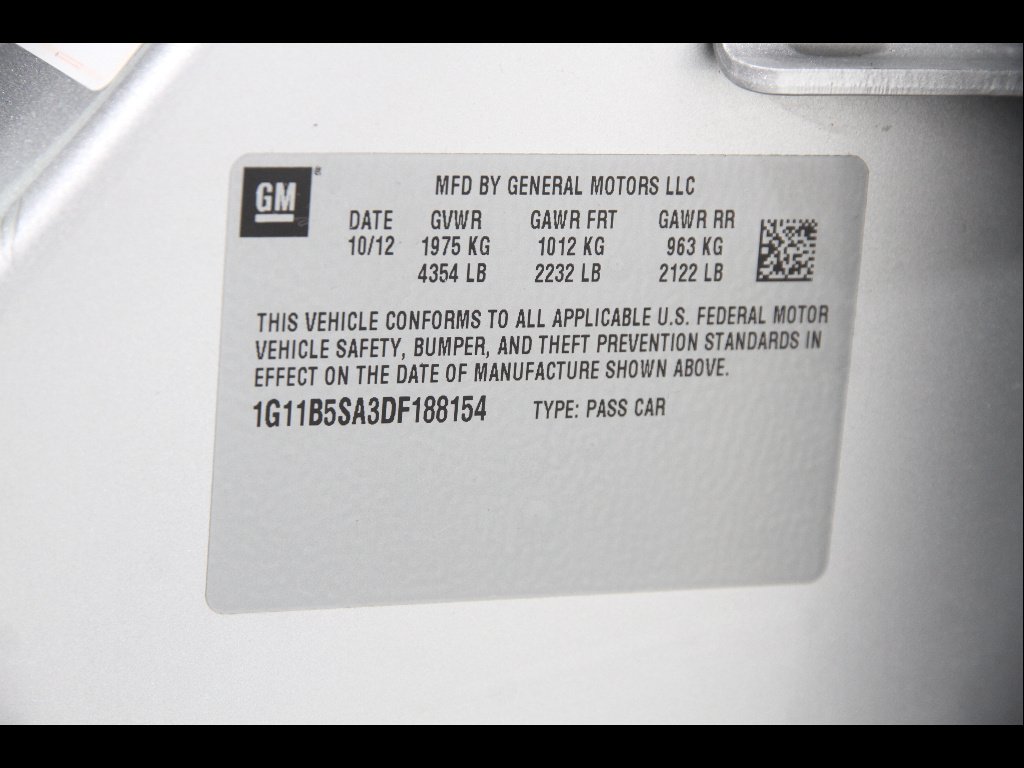 GM
MFD BY GENERAL MOTORS LLC
DATE GVWR GAWR FRT GAWR RR
10/12 1975 KG 1012 KG 963 KG
4354 LB 2232 LB 2122 LB
THIS VEHICLE CONFORMS TO ALL APPLICABLE U.S. FEDERAL MOTOR
VEHICLE SAFETY, BUMPER, AND THEFT PREVENTION STANDARDS IN
EFFECT ON THE DATE OF MANUFACTURE SHOWN ABOVE.
1G11B5SA3DF188154 TYPE: PASS CAR